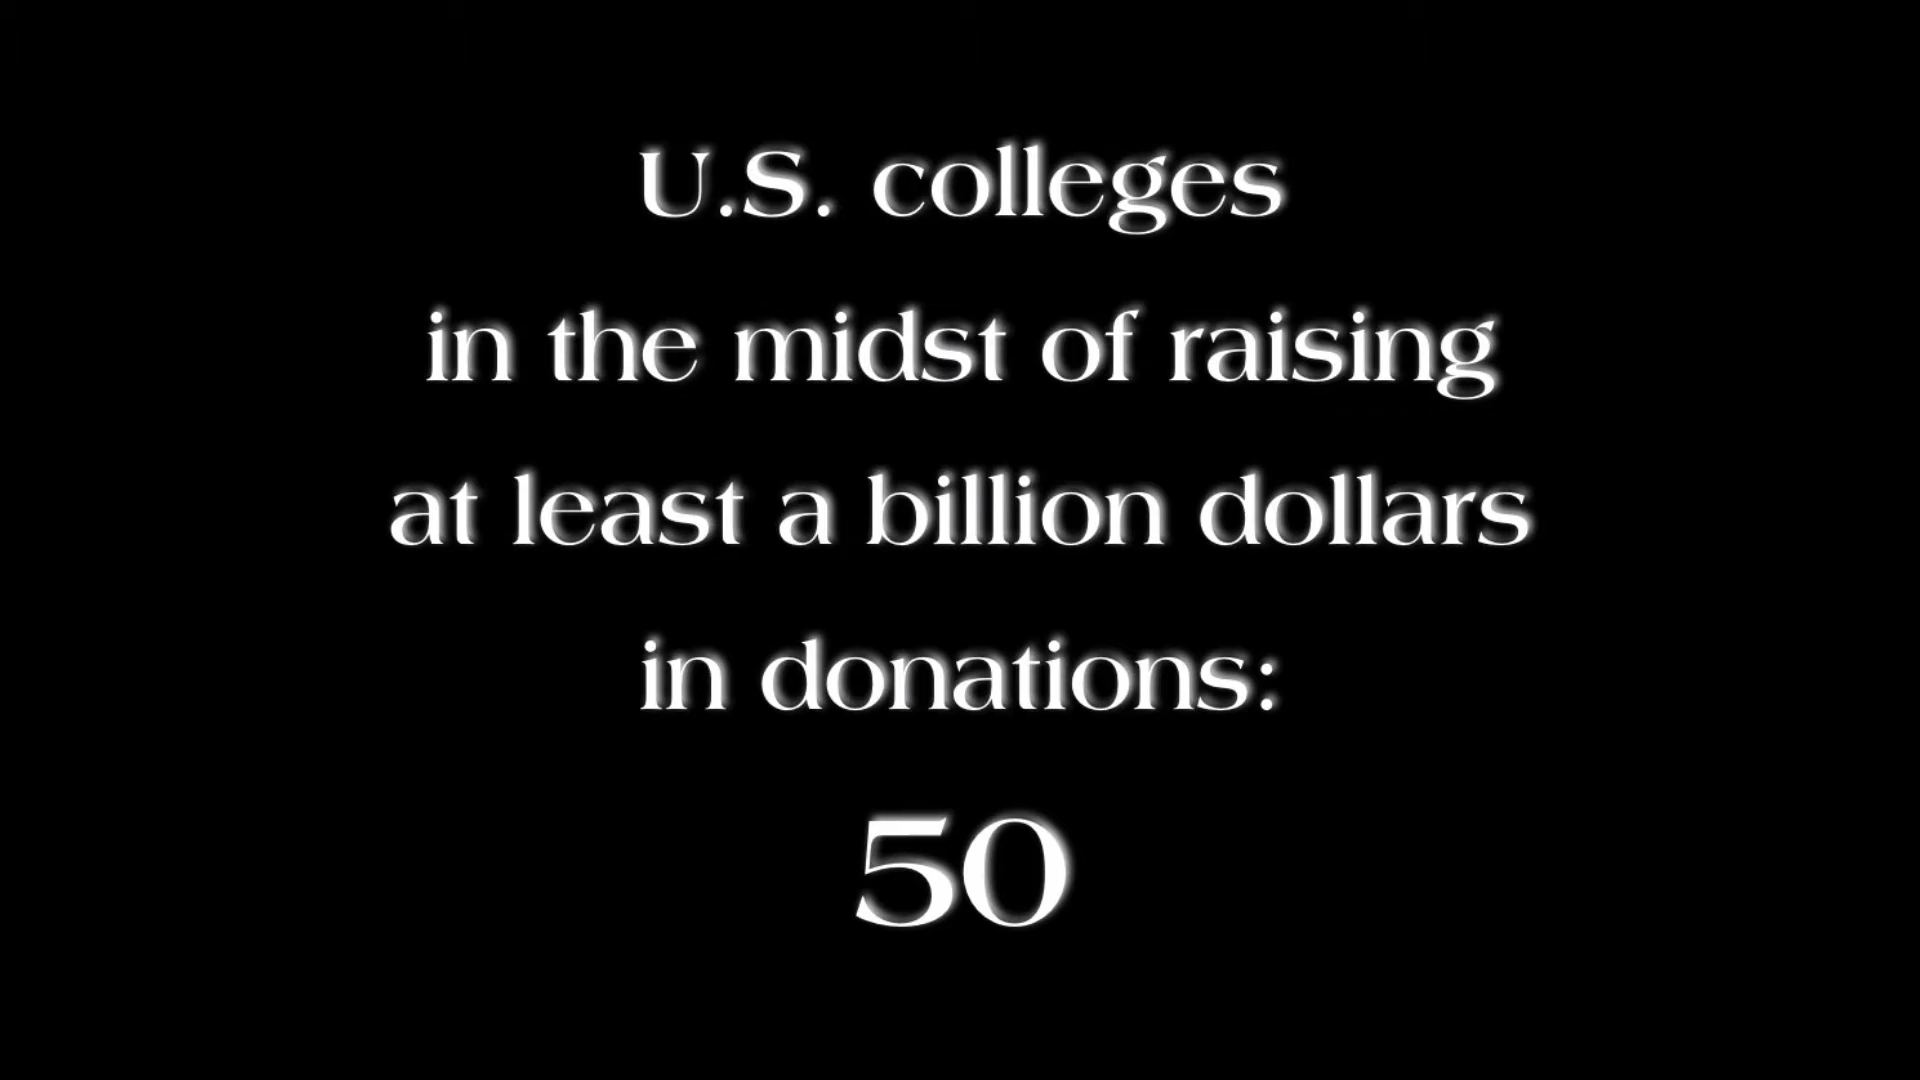 U.S. colleges
in the midst of raising
at least a billion dollars
in donations:
50